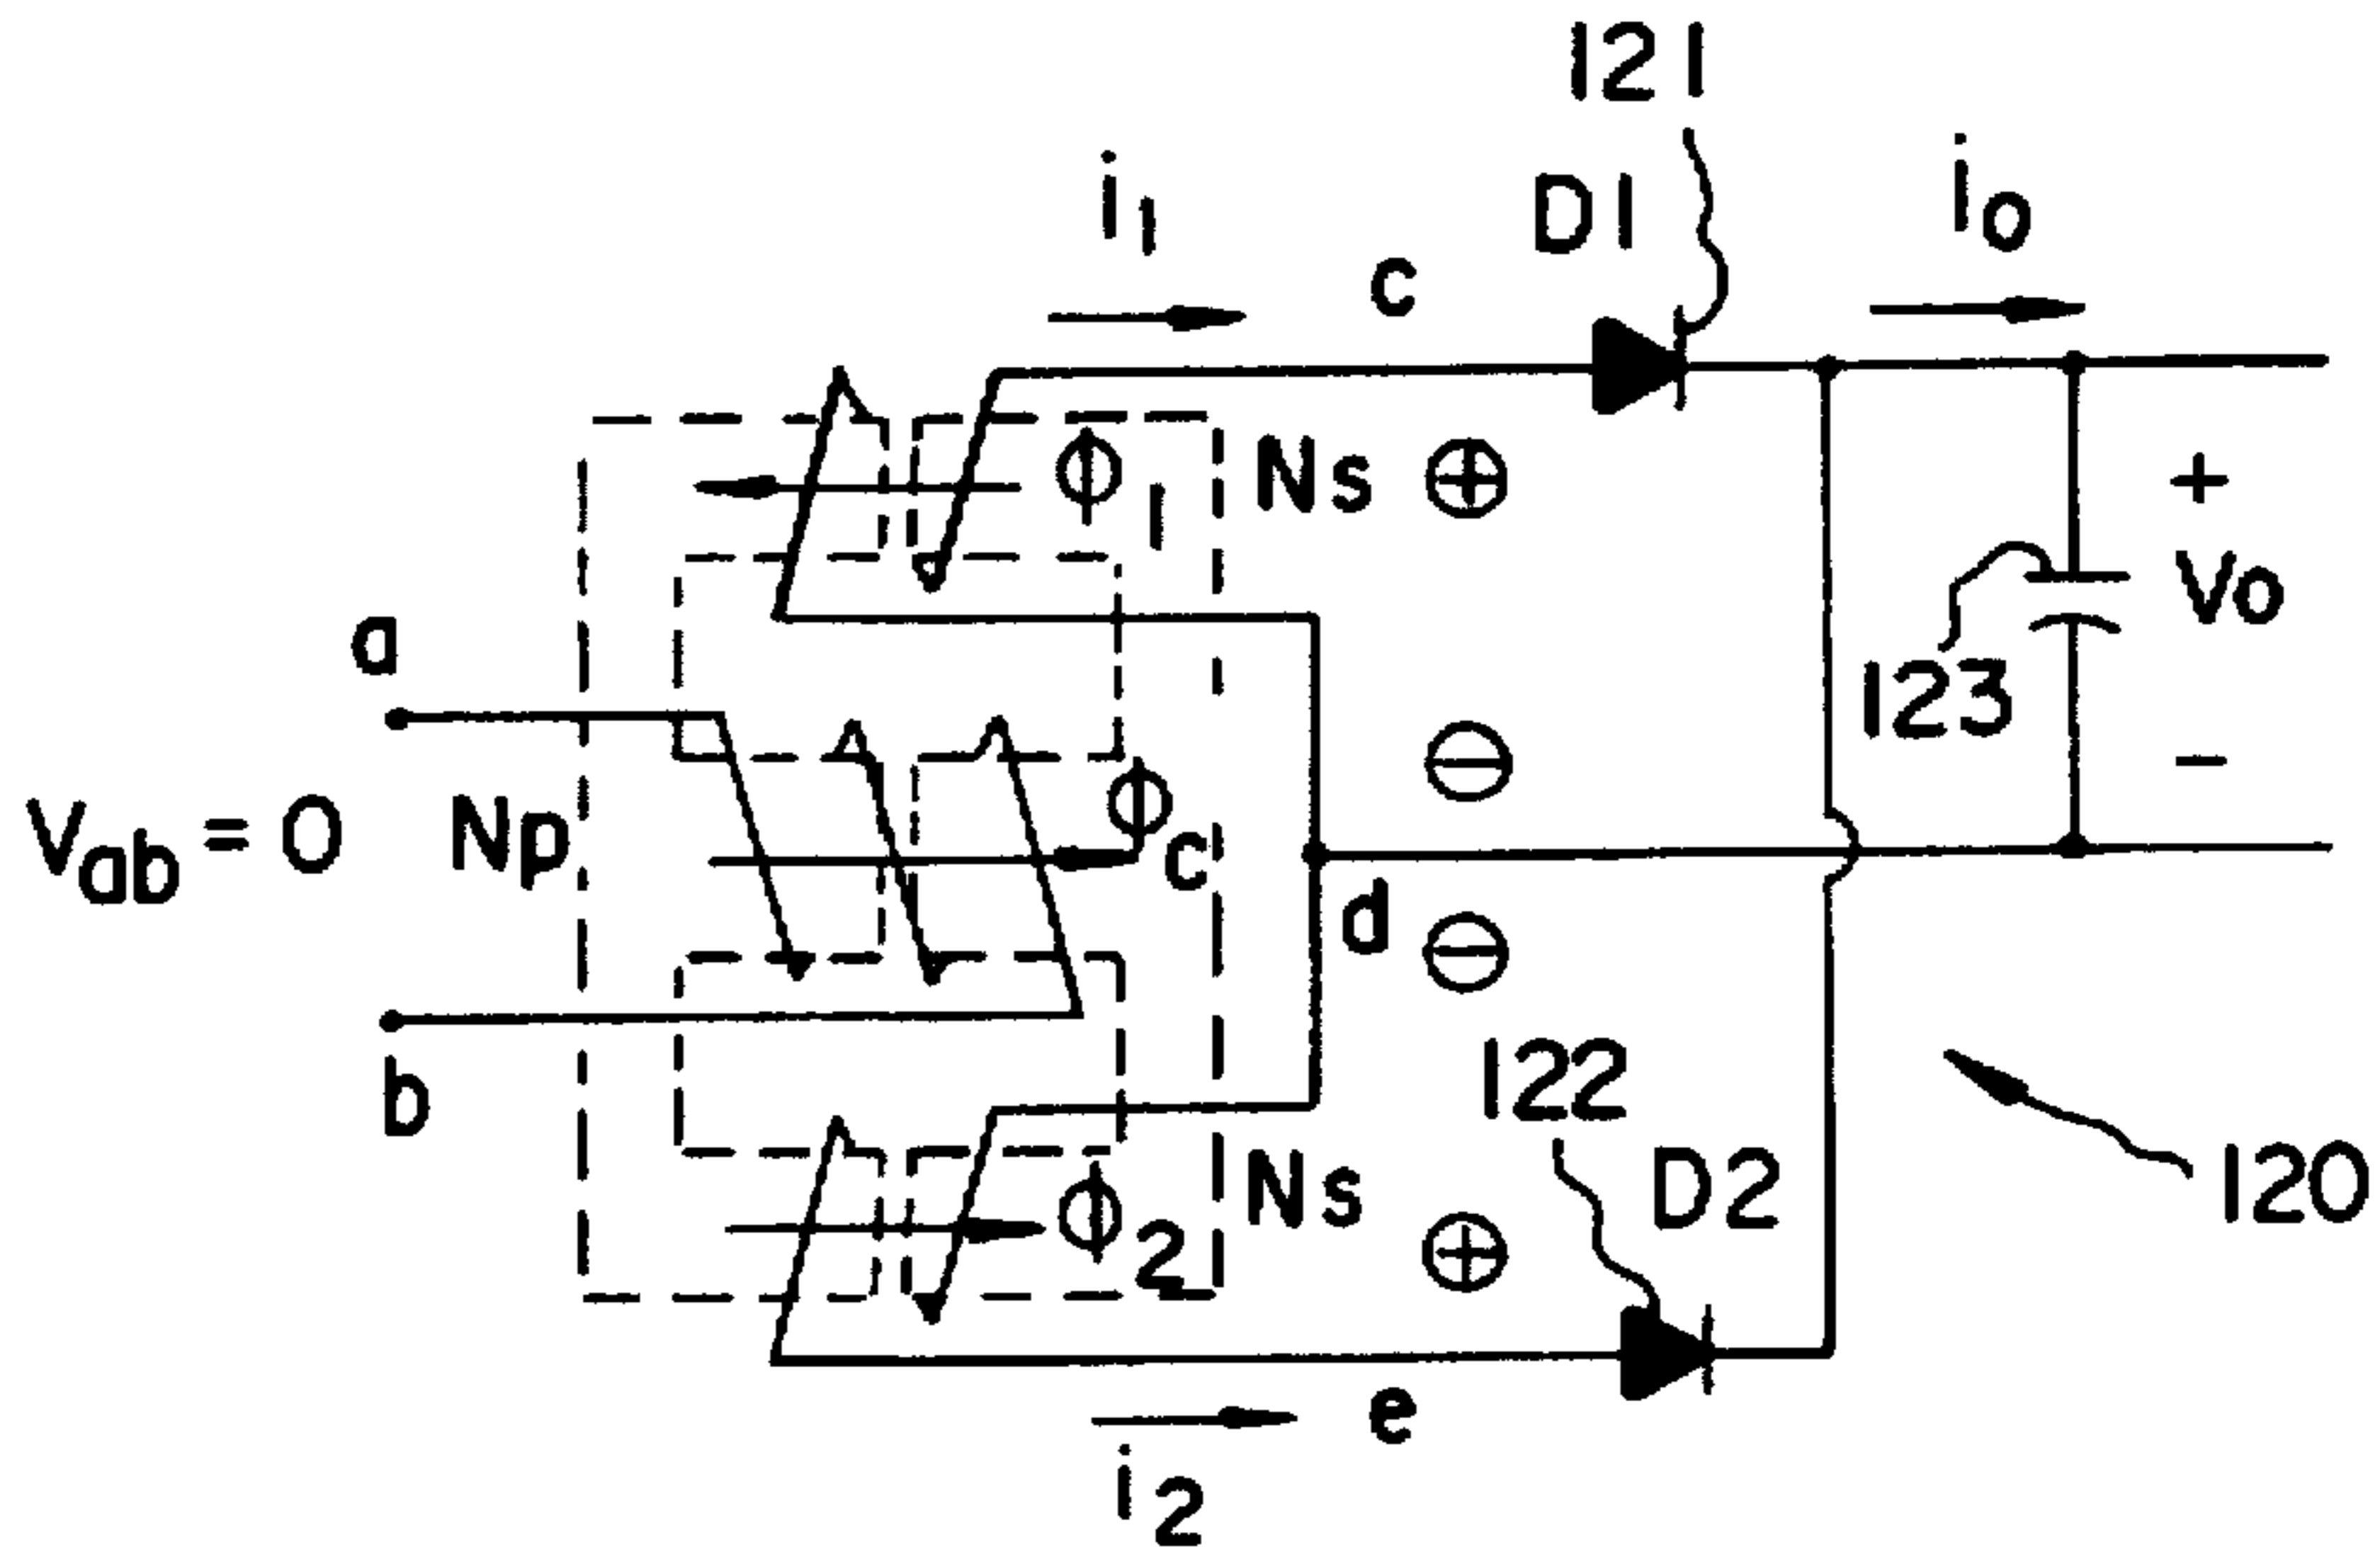 121
i1
D1
io
c
Φ1
Ns
⊕
+
a
Vo
123
⊖
−
Vab = 0
Np
Φc
d
⊖
b
122
D2
120
Ns
Φ2
⊕
e
i2